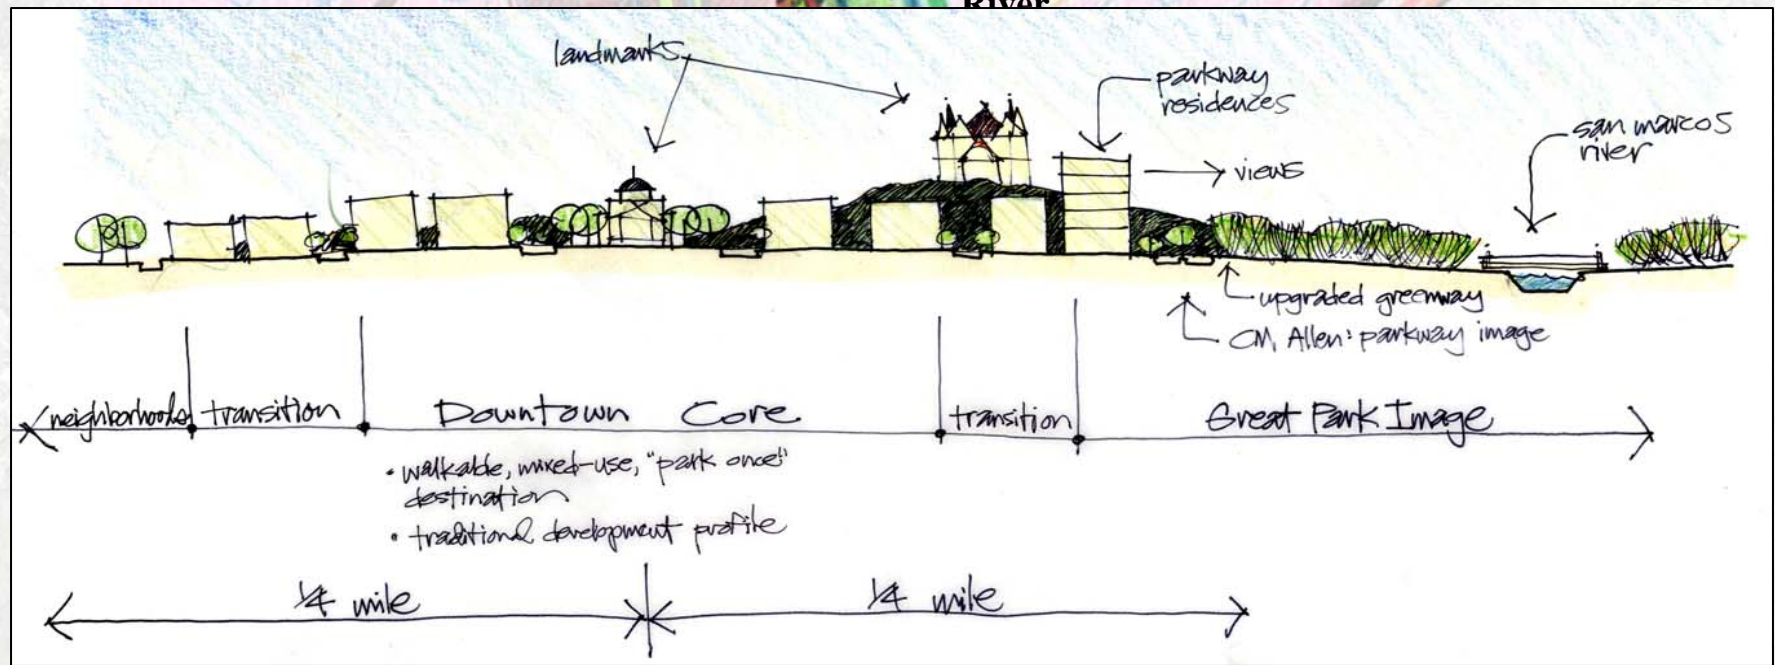 River
landmarks
parkway
residences
san marcos
river
views
upgraded greenway
CM Allen: parkway image
neighborhoods
transition
Downtown Core
transition
Great Park Image
• walkable, mixed-use, "park once"
destination
• traditional development profile
1/4 mile
1/4 mile